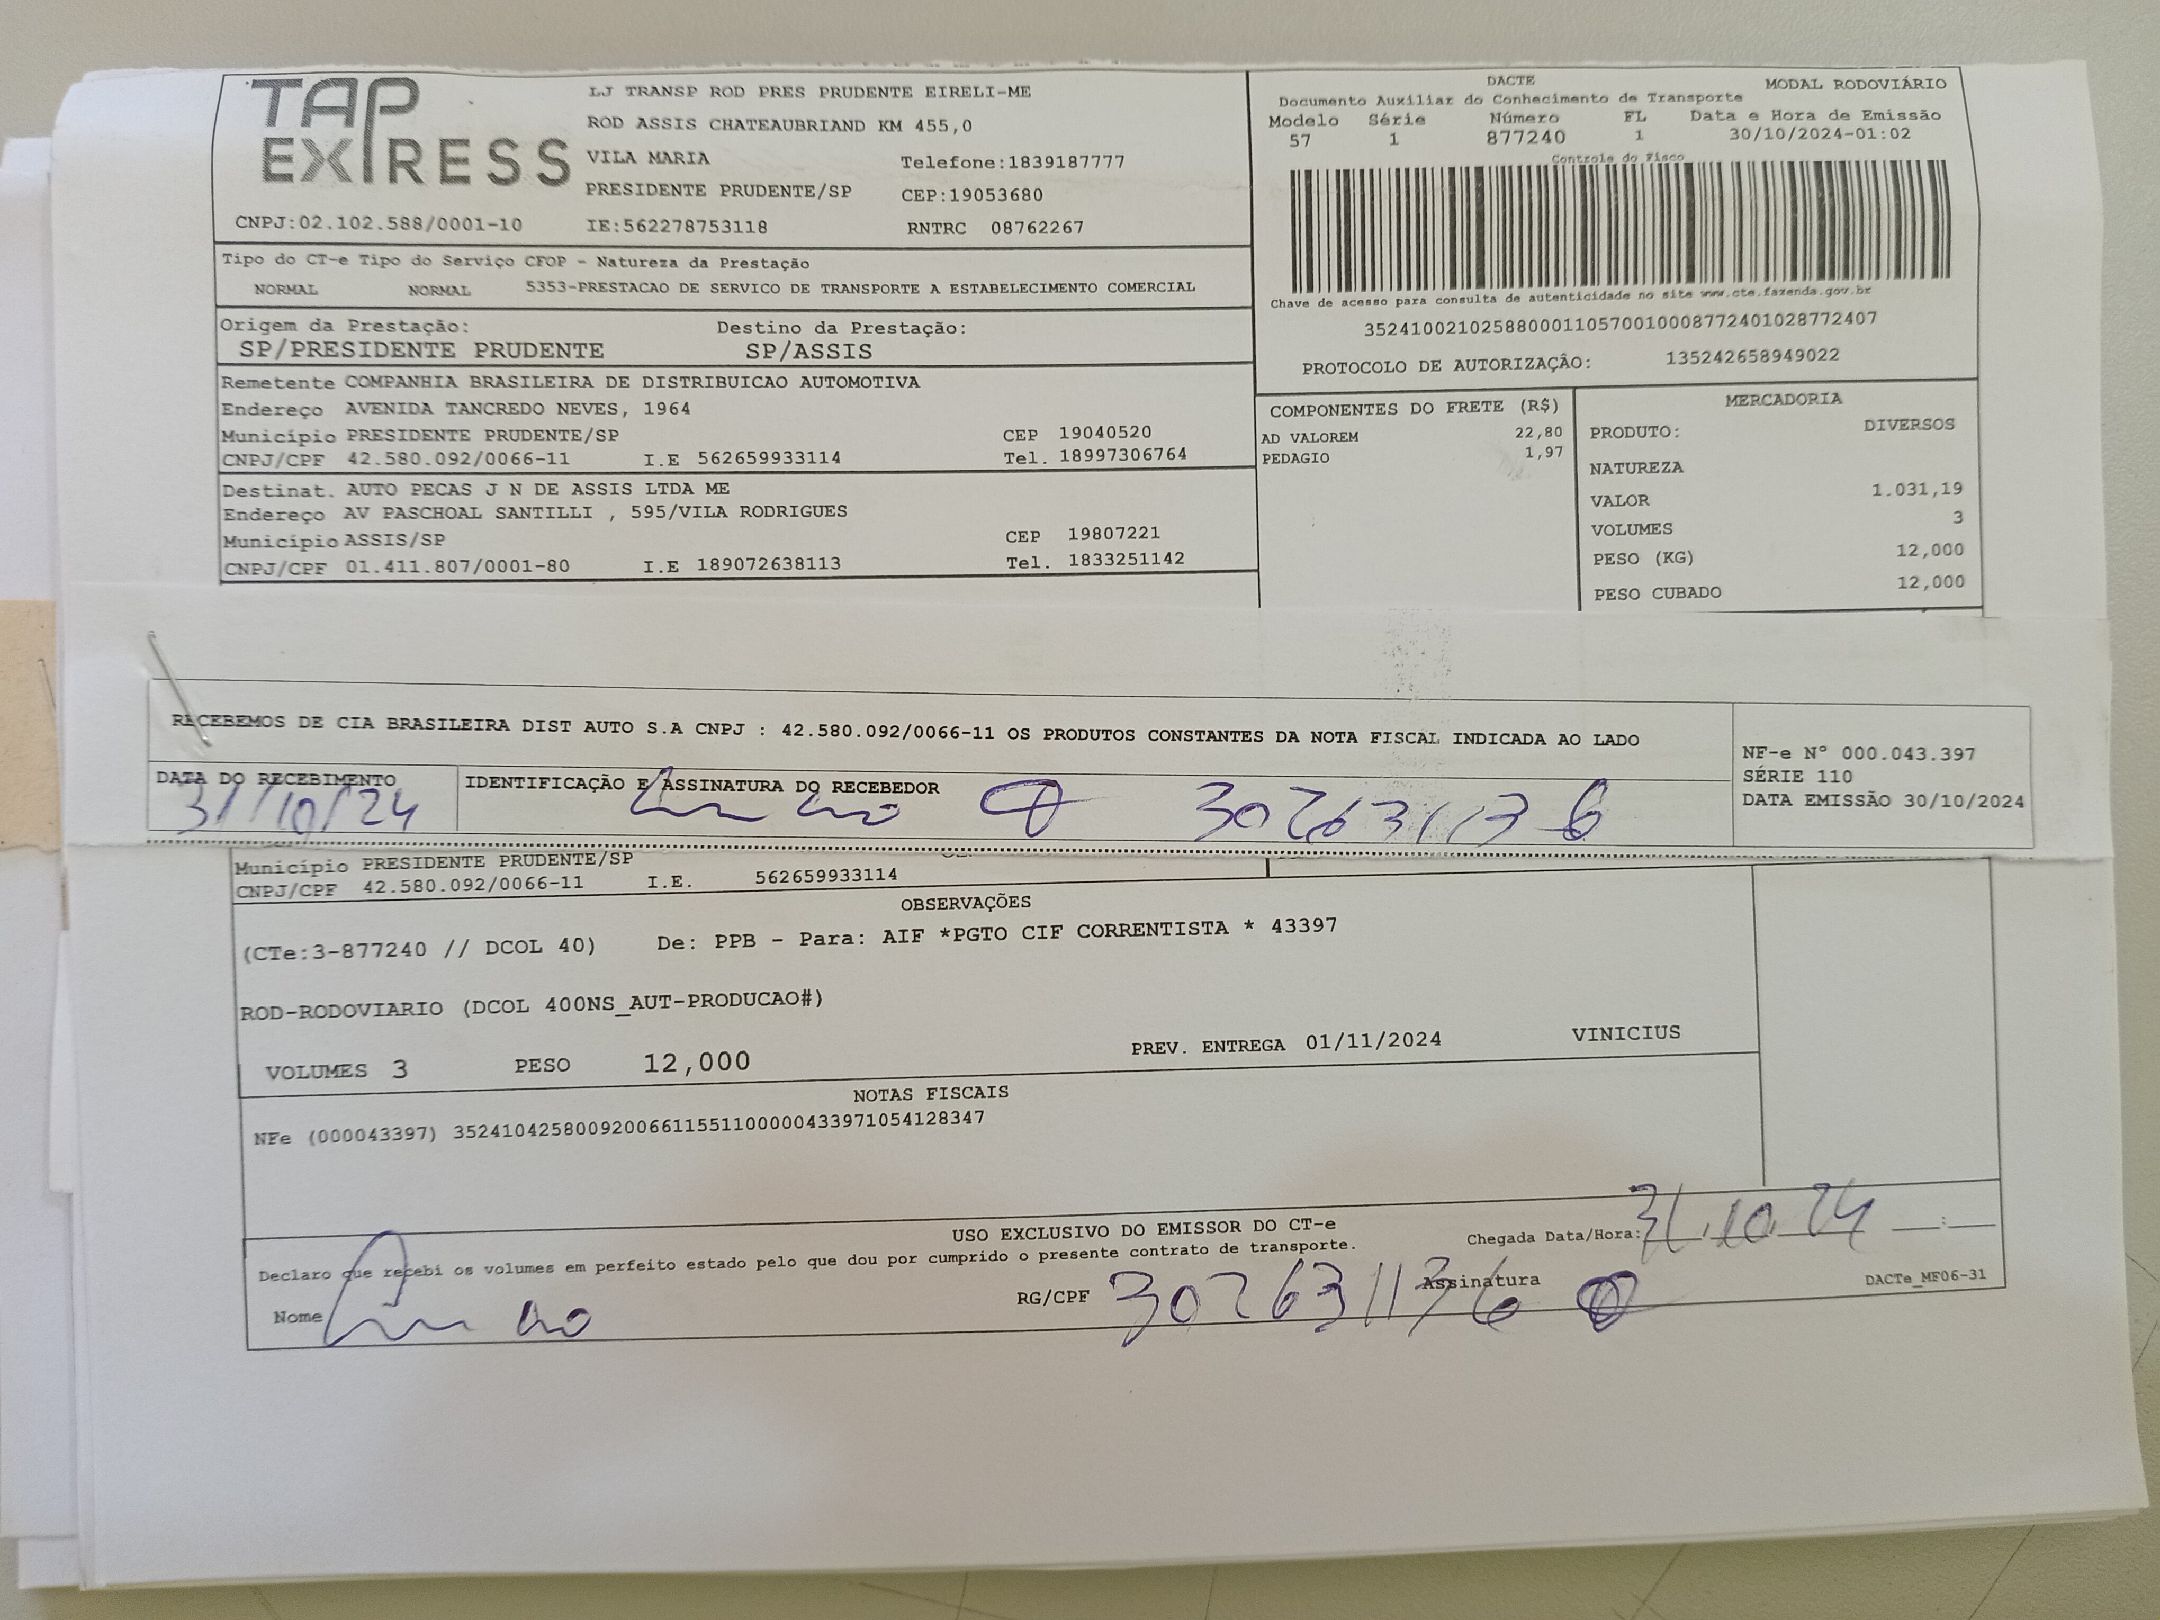 TAP EXPRESS
LJ TRANSP ROD PRES PRUDENTE EIRELI-ME
ROD ASSIS CHATEAUBRIAND KM 455,0
VILA MARIA Telefone:1839187777
PRESIDENTE PRUDENTE/SP CEP:19053680
CNPJ:02.102.588/0001-10 IE:562278753118 RNTRC 08762267
DACTE MODAL RODOVIÁRIO
Documento Auxiliar do Conhecimento de Transporte
Modelo Série Número FL Data e Hora de Emissão
57 1 877240 1 30/10/2024-01:02
Controle do Fisco
Chave de acesso para consulta de autenticidade no site www.cte.fazenda.gov.br
35241002102588000110570010008772401028772407
PROTOCOLO DE AUTORIZAÇÃO: 135242658949022
Tipo do CT-e Tipo do Serviço CFOP - Natureza da Prestação
NORMAL NORMAL 5353-PRESTACAO DE SERVICO DE TRANSPORTE A ESTABELECIMENTO COMERCIAL
Origem da Prestação: Destino da Prestação:
SP/PRESIDENTE PRUDENTE SP/ASSIS
Remetente COMPANHIA BRASILEIRA DE DISTRIBUICAO AUTOMOTIVA
Endereço AVENIDA TANCREDO NEVES, 1964
Município PRESIDENTE PRUDENTE/SP CEP 19040520
CNPJ/CPF 42.580.092/0066-11 I.E 562659933114 Tel. 18997306764
Destinat. AUTO PECAS J N DE ASSIS LTDA ME
Endereço AV PASCHOAL SANTILLI , 595/VILA RODRIGUES
Município ASSIS/SP CEP 19807221
CNPJ/CPF 01.411.807/0001-80 I.E 189072638113 Tel. 1833251142
COMPONENTES DO FRETE (R$)
AD VALOREM 22,80
PEDAGIO 1,97
MERCADORIA
PRODUTO: DIVERSOS
NATUREZA
VALOR 1.031,19
VOLUMES 3
PESO (KG) 12,000
PESO CUBADO 12,000
RECEBEMOS DE CIA BRASILEIRA DIST AUTO S.A CNPJ : 42.580.092/0066-11 OS PRODUTOS CONSTANTES DA NOTA FISCAL INDICADA AO LADO
DATA DO RECEBIMENTO IDENTIFICAÇÃO E ASSINATURA DO RECEBEDOR
31/10/24 302631136
NF-e N° 000.043.397
SÉRIE 110
DATA EMISSÃO 30/10/2024
Município PRESIDENTE PRUDENTE/SP
CNPJ/CPF 42.580.092/0066-11 I.E. 562659933114
OBSERVAÇÕES
(CTe:3-877240 // DCOL 40) De: PPB - Para: AIF *PGTO CIF CORRENTISTA * 43397
ROD-RODOVIARIO (DCOL 400NS_AUT-PRODUCAO#)
VOLUMES 3 PESO 12,000 PREV. ENTREGA 01/11/2024 VINICIUS
NOTAS FISCAIS
NFe (000043397) 35241042580092006611551100000433971054128347
USO EXCLUSIVO DO EMISSOR DO CT-e
Declaro que recebi os volumes em perfeito estado pelo que dou por cumprido o presente contrato de transporte.
Chegada Data/Hora: 31.10.24 __:__
Nome RG/CPF 302631136 Assinatura
DACTe_MF06-31